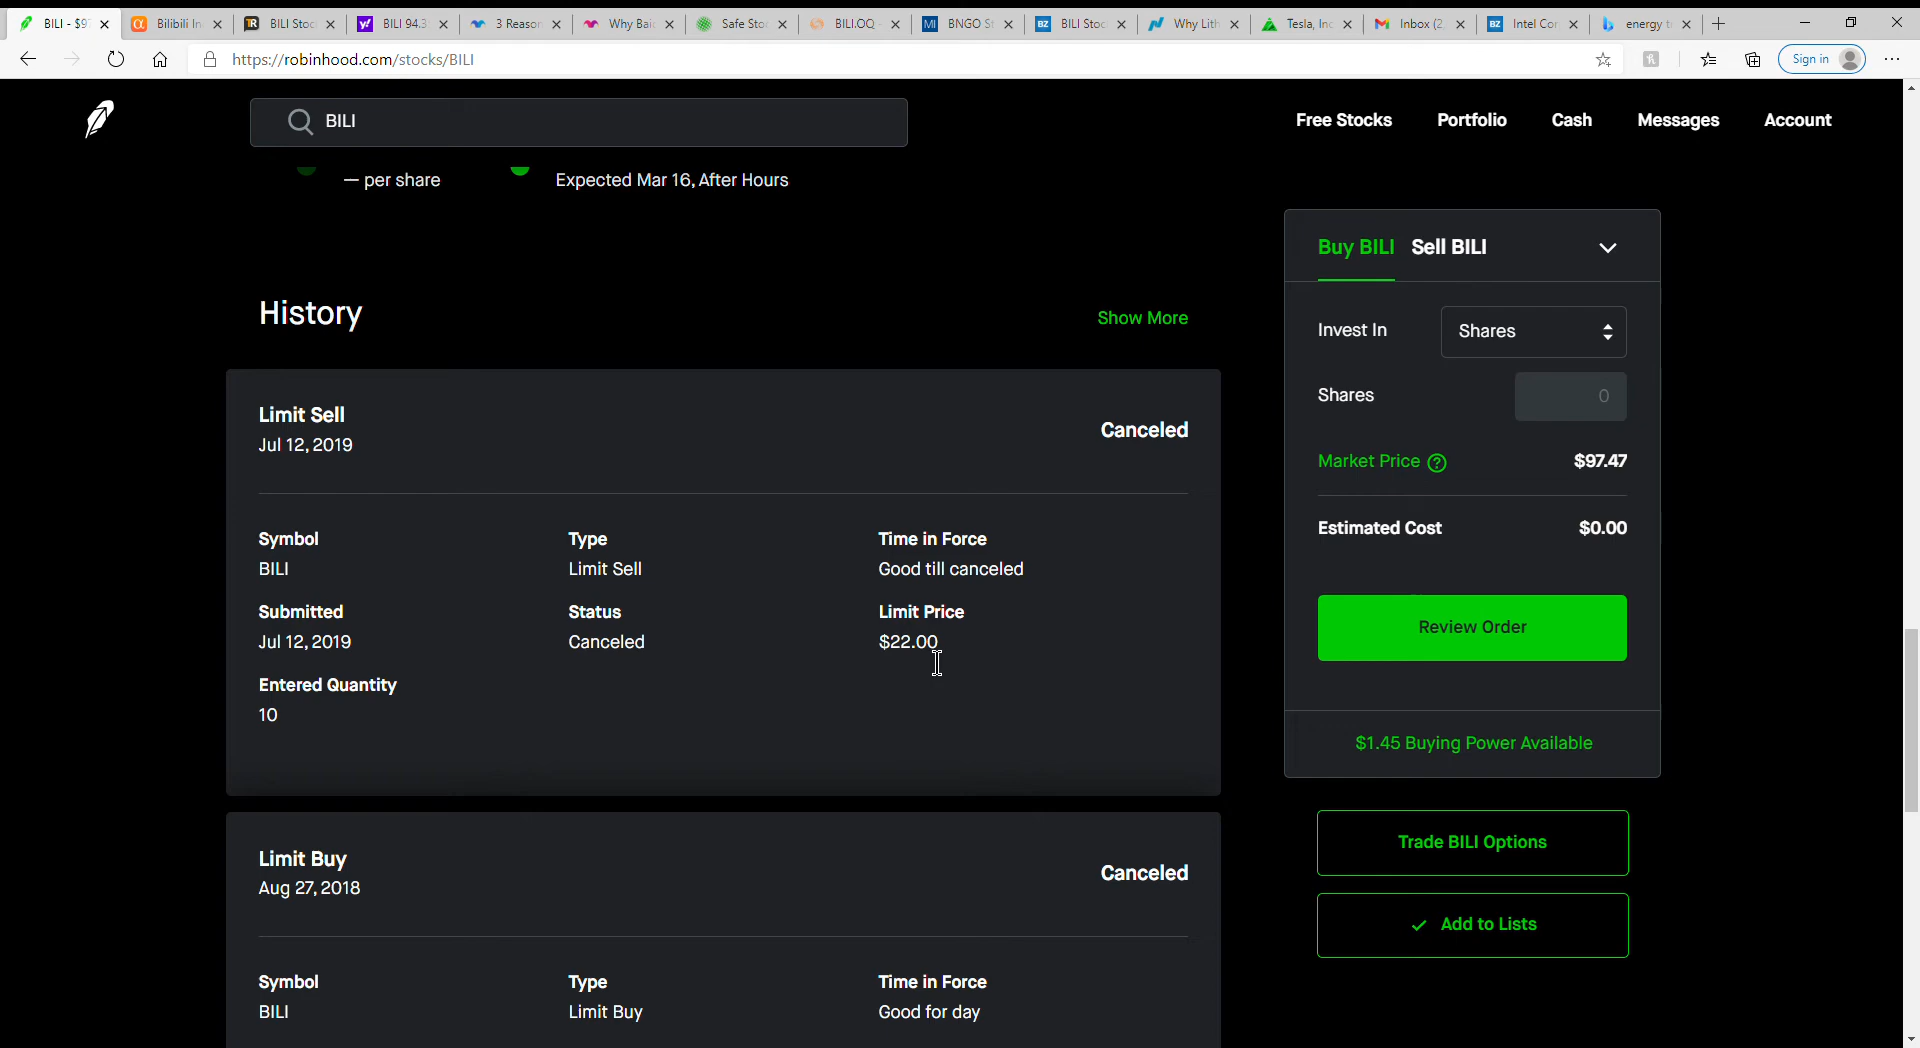 BILI - $97
Bilibili In
BILI Stoc
BILI 94.3
3 Reason
Why Bai
Safe Stoc
BILI.OQ
BNGO S
BILI Stoc
Why Lith
Tesla, Inc
Inbox (2,
Intel Cor
energy t
https://robinhood.com/stocks/BILI
Sign in
BILI
Free Stocks
Portfolio
Cash
Messages
Account
— per share
Expected Mar 16, After Hours
History
Show More
Limit Sell
Jul 12, 2019
Canceled
Symbol
Type
Time in Force
BILI
Limit Sell
Good till canceled
Submitted
Status
Limit Price
Jul 12, 2019
Canceled
$22.00
Entered Quantity
10
Limit Buy
Aug 27, 2018
Canceled
Symbol
Type
Time in Force
BILI
Limit Buy
Good for day
Buy BILI
Sell BILI
Invest In
Shares
Shares
0
Market Price
$97.47
Estimated Cost
$0.00
Review Order
$1.45 Buying Power Available
Trade BILI Options
Add to Lists